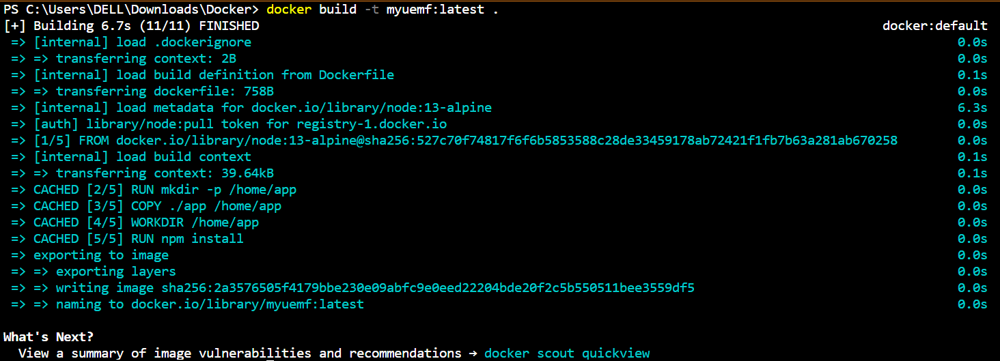 PS C:\Users\DELL\Downloads\Docker> docker build -t myuemf:latest .
[+] Building 6.7s (11/11) FINISHED docker:default
=> [internal] load .dockerignore 0.0s
=> => transferring context: 2B 0.0s
=> [internal] load build definition from Dockerfile 0.1s
=> => transferring dockerfile: 758B 0.0s
=> [internal] load metadata for docker.io/library/node:13-alpine 6.3s
=> [auth] library/node:pull token for registry-1.docker.io 0.0s
=> [1/5] FROM docker.io/library/node:13-alpine@sha256:527c70f74817f6f6b5853588c28de33459178ab72421f1fb7b63a281ab670258 0.0s
=> [internal] load build context 0.1s
=> => transferring context: 39.64kB 0.1s
=> CACHED [2/5] RUN mkdir -p /home/app 0.0s
=> CACHED [3/5] COPY ./app /home/app 0.0s
=> CACHED [4/5] WORKDIR /home/app 0.0s
=> CACHED [5/5] RUN npm install 0.0s
=> exporting to image 0.0s
=> => exporting layers 0.0s
=> => writing image sha256:2a3576505f4179bbe230e09abfc9e0eed22204bde20f2c5b550511bee3559df5 0.0s
=> => naming to docker.io/library/myuemf:latest 0.0s
What's Next?
View a summary of image vulnerabilities and recommendations → docker scout quickview